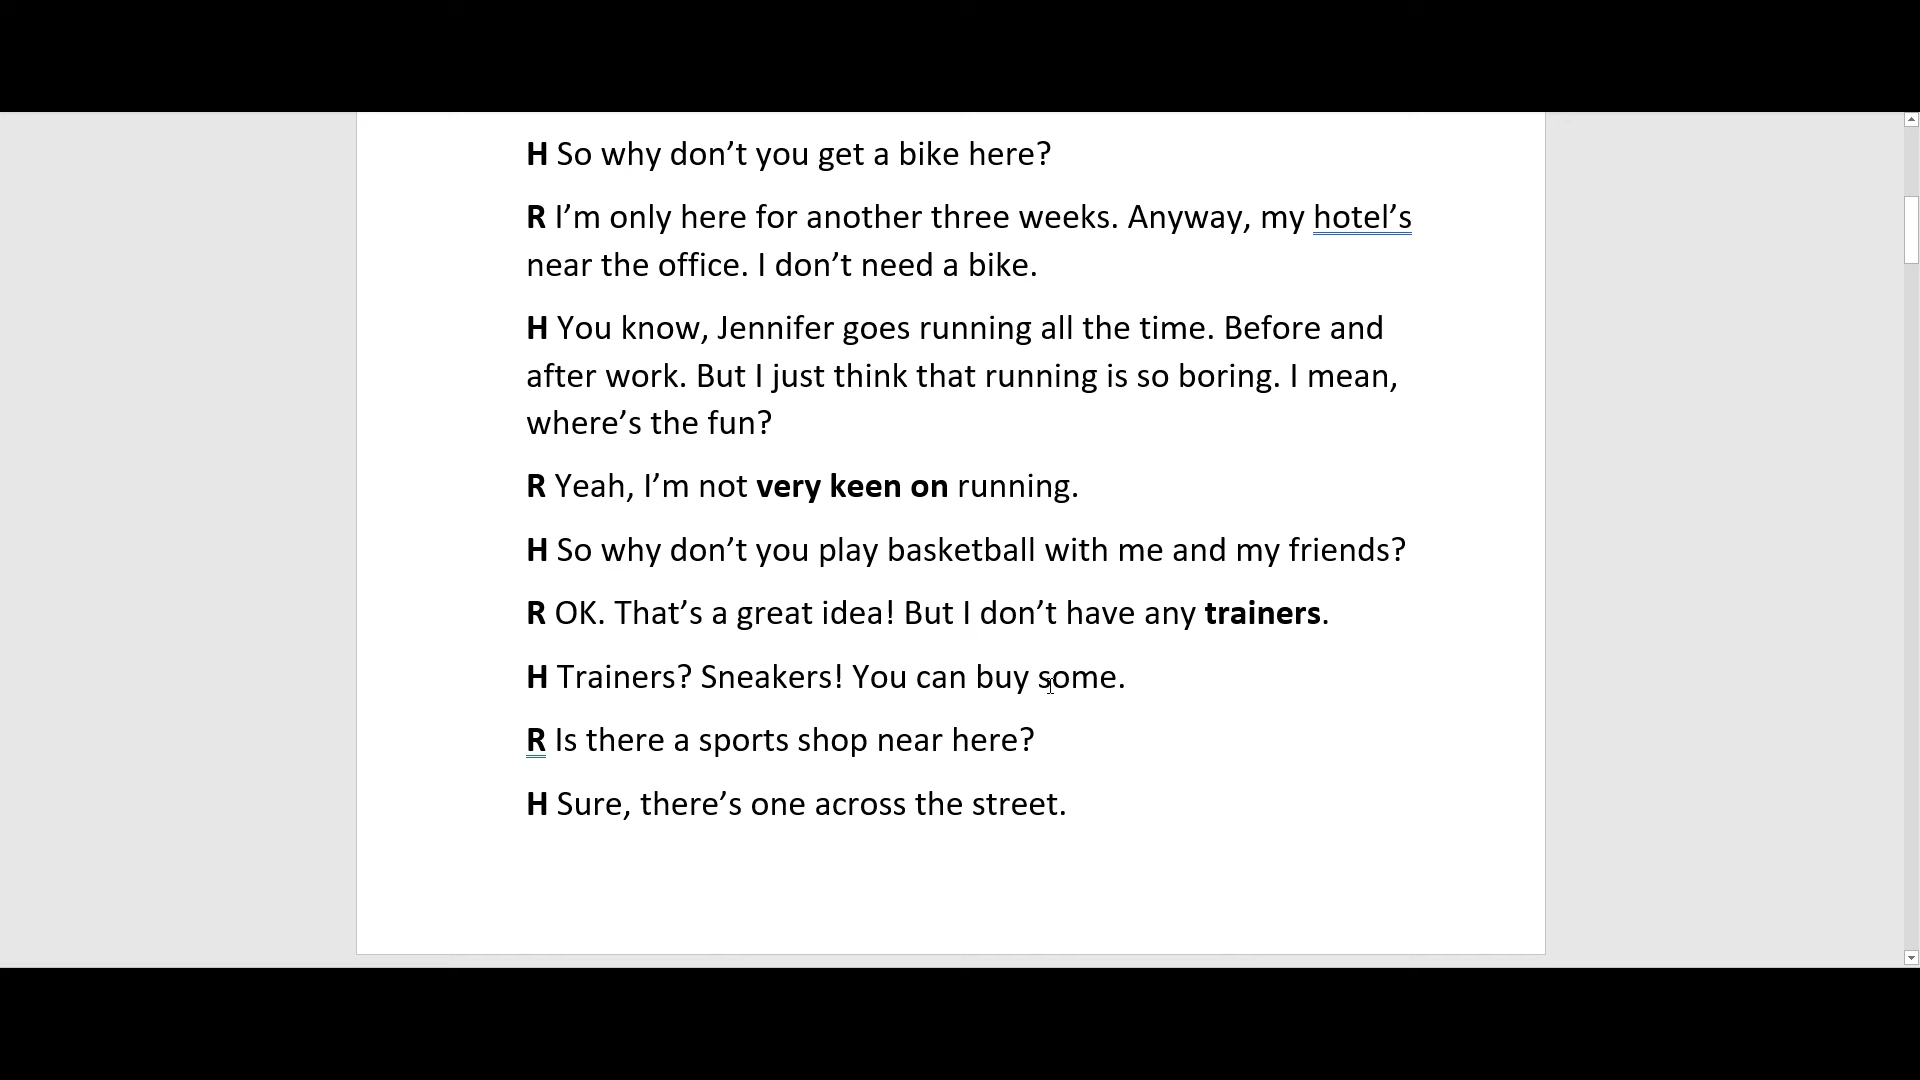 H So why don’t you get a bike here?
R I’m only here for another three weeks. Anyway, my hotel’s
near the office. I don’t need a bike.
H You know, Jennifer goes running all the time. Before and
after work. But I just think that running is so boring. I mean,
where’s the fun?
R Yeah, I’m not very keen on running.
H So why don’t you play basketball with me and my friends?
R OK. That’s a great idea! But I don’t have any trainers.
H Trainers? Sneakers! You can buy some.
R Is there a sports shop near here?
H Sure, there’s one across the street.